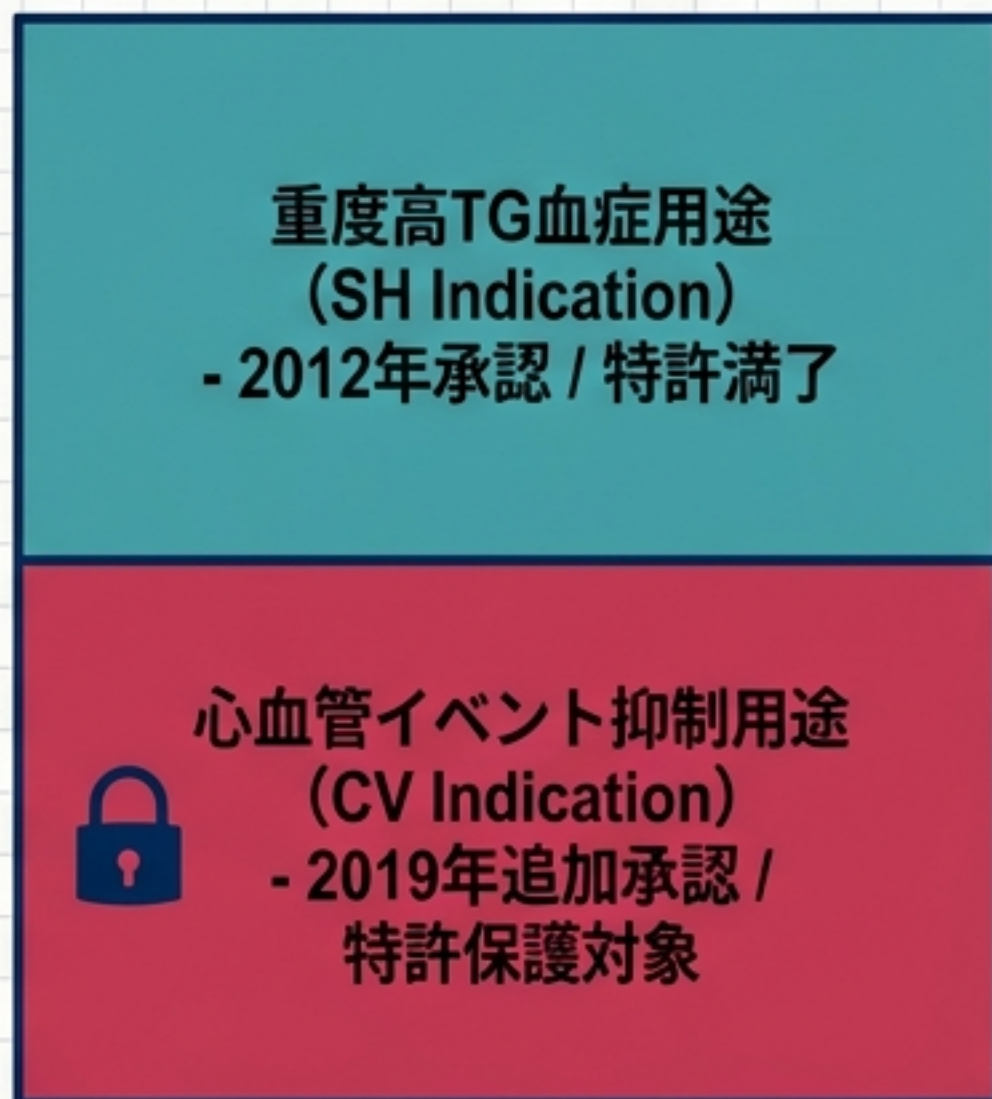 重度高TG血症用途
（SH Indication）
- 2012年承認 / 特許満了
心血管イベント抑制用途
（CV Indication）
- 2019年追加承認 /
特許保護対象